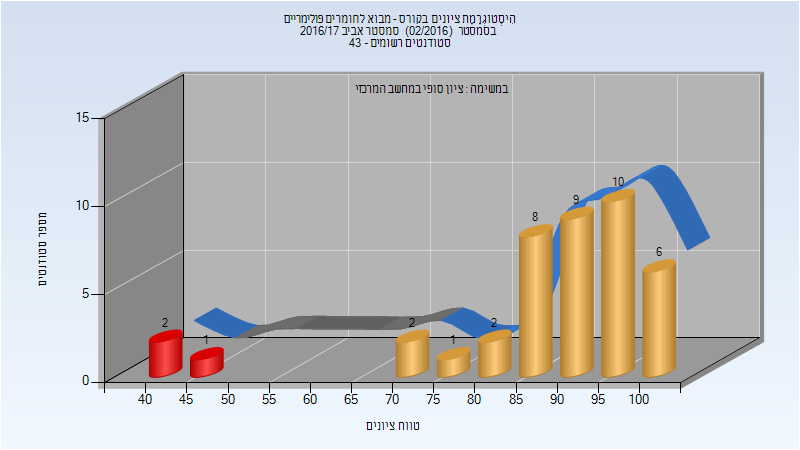 היסטוגרמת ציונים בקורס - מבוא לחומרים פולימריים
בסמסטר (02/2016) סמסטר אביב 2016/17
סטודנטים רשומים - 43
במשימה : ציון סופי במחשב המרכזי
מספר סטודנטים
15
10
5
0
2
1
2
1
2
8
9
10
6
40 45 50 55 60 65 70 75 80 85 90 95 100
טווח ציונים